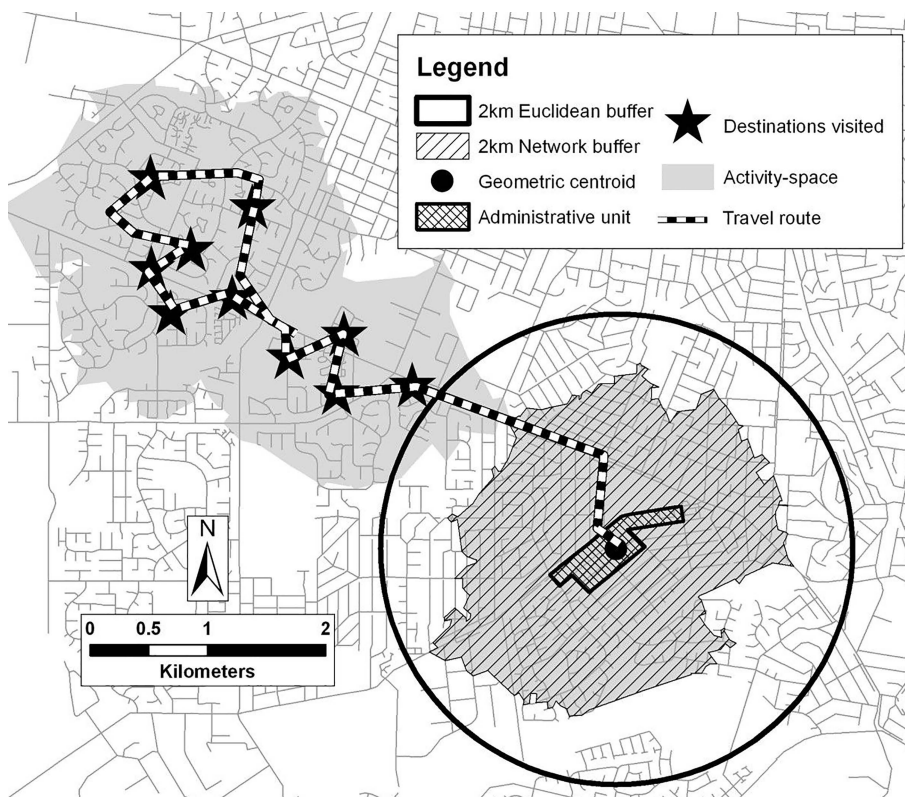 Legend
2km Euclidean buffer
2km Network buffer
Geometric centroid
Administrative unit
Destinations visited
Activity-space
Travel route
N
0 0.5 1 2
Kilometers